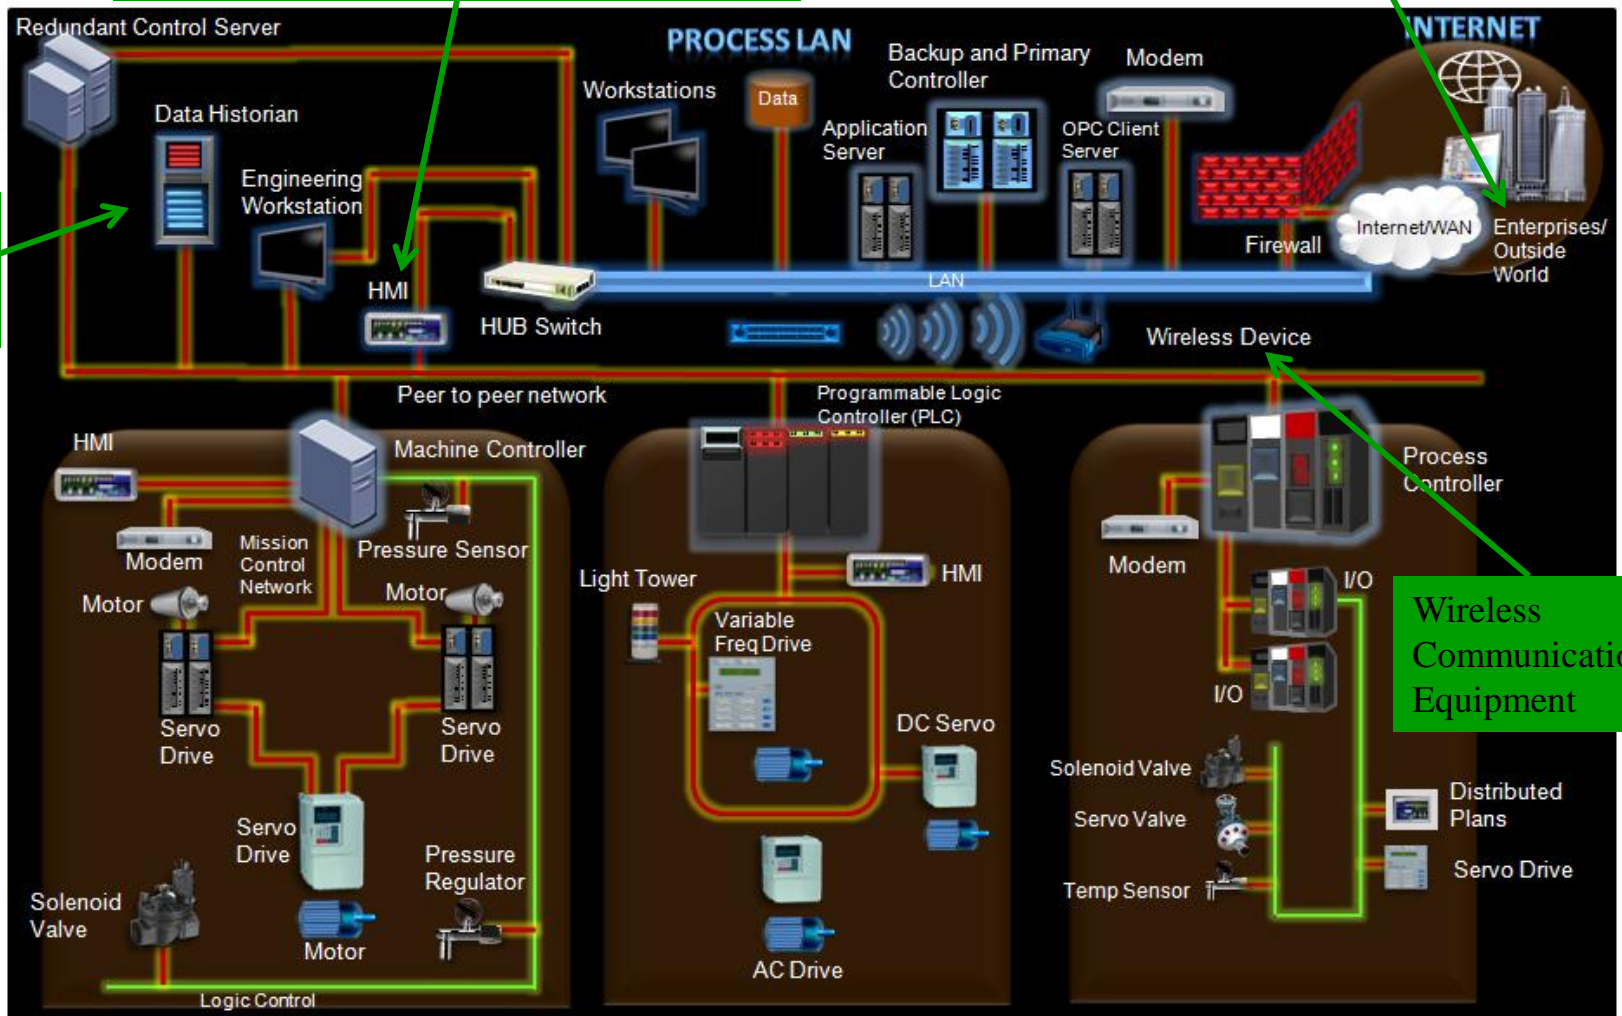 Redundant Control Server
PROCESS LAN
INTERNET
Backup and Primary
Controller
Modem
Workstations
Data
Data Historian
Application
Server
OPC Client
Server
Engineering
Workstation
Firewall
Internet/WAN
Enterprises/
Outside
World
HMI
HUB Switch
LAN
Wireless Device
Peer to peer network
Programmable Logic
Controller (PLC)
HMI
Machine Controller
Process
Controller
Pressure Sensor
Modem
Mission
Control
Network
Motor
Motor
Servo
Drive
Servo
Drive
Servo
Drive
Pressure
Regulator
Solenoid
Valve
Motor
Logic Control
Light Tower
HMI
Variable
Freq Drive
DC Servo
AC Drive
Modem
I/O
I/O
Wireless
Communicatio
Equipment
Solenoid Valve
Servo Valve
Temp Sensor
Distributed
Plans
Servo Drive